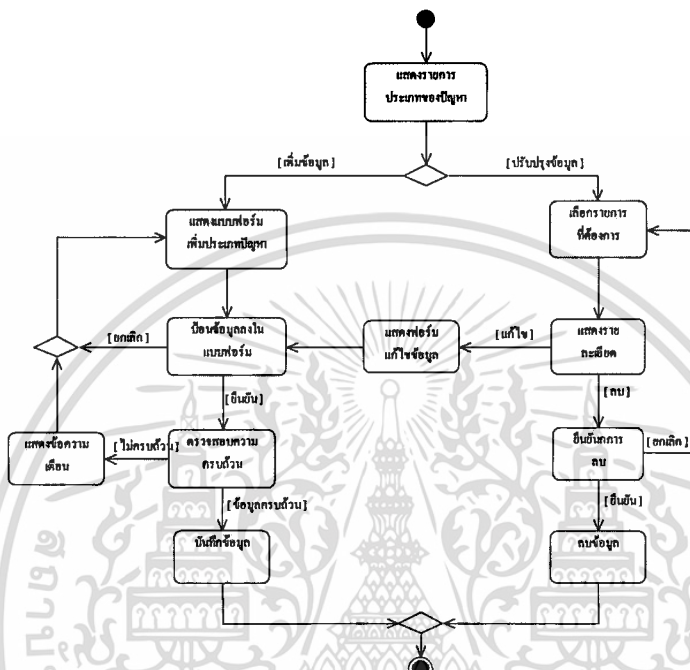 แสดงรายการ
ประเภทของปัญหา
[เพิ่มข้อมูล]
[ปรับปรุงข้อมูล]
แสดงแบบฟอร์ม
เพิ่มประเภทปัญหา
เลือกรายการ
ที่ต้องการ
[ยกเลิก]
ป้อนข้อมูลลงใน
แบบฟอร์ม
แสดงฟอร์ม
แก้ไขข้อมูล
[แก้ไข]
แสดงราย
ละเอียด
[ยืนยัน]
[ลบ]
แสดงข้อความ
เตือน
[ไม่ครบถ้วน]
ตรวจสอบความ
ครบถ้วน
ยืนยันการ
ลบ
[ยกเลิก]
[ข้อมูลครบถ้วน]
[ยืนยัน]
บันทึกข้อมูล
ลบข้อมูล